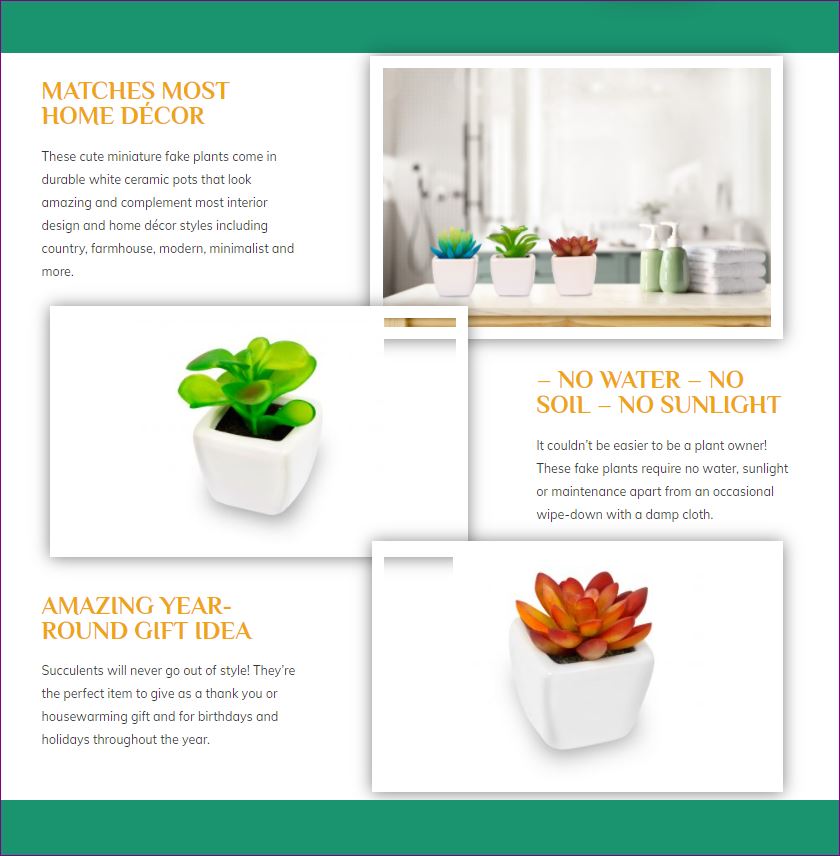 MATCHES MOST
HOME DÉCOR
These cute miniature fake plants come in
durable white ceramic pots that look
amazing and complement most interior
design and home décor styles including
country, farmhouse, modern, minimalist and
more.
– NO WATER – NO
SOIL – NO SUNLIGHT
It couldn't be easier to be a plant owner!
These fake plants require no water, sunlight
or maintenance apart from an occasional
wipe-down with a damp cloth.
AMAZING YEAR-
ROUND GIFT IDEA
Succulents will never go out of style! They're
the perfect item to give as a thank you or
housewarming gift and for birthdays and
holidays throughout the year.